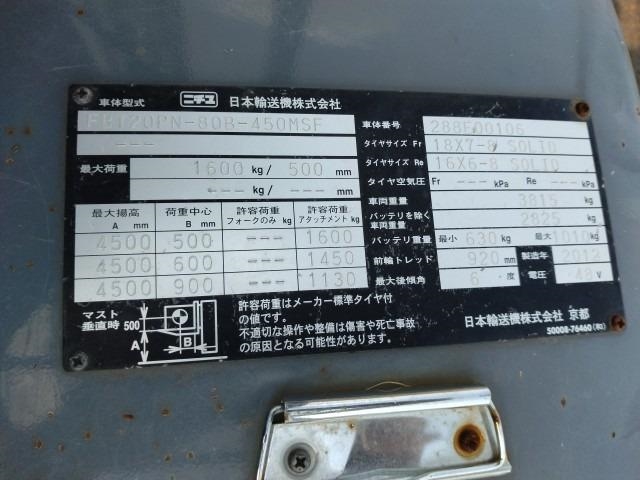 車体型式 ニチユ 日本輸送機株式会社
FBT20PN-80B-450MSF
---
最大荷重 1600 kg/ 500 mm
--- kg/ --- mm
最大揚高 A mm 荷重中心 B mm 許容荷重 フォークのみ kg 許容荷重 アタッチメント kg
4500 500 --- 1600
4500 600 --- 1450
4500 900 --- 1130
車体番号 288F00106
タイヤサイズ Fr 18X7-8 SOLID
タイヤサイズ Re 16X6-8 SOLID
タイヤ空気圧 Fr --- kPa Re --- kPa
車両重量 3815 kg
バッテリを除く車両重量 2825 kg
バッテリ重量 最小 630 kg 最大 1010 kg
前輪トレッド 920 mm 製造年 2012
最大後傾角 6 度 電圧 48 V
マスト垂直時 500 A B
許容荷重はメーカー標準タイヤ付
の値です。
不適切な操作や整備は傷害や死亡事故
の原因となる可能性があります。
日本輸送機株式会社 京都
50008-76460(和)